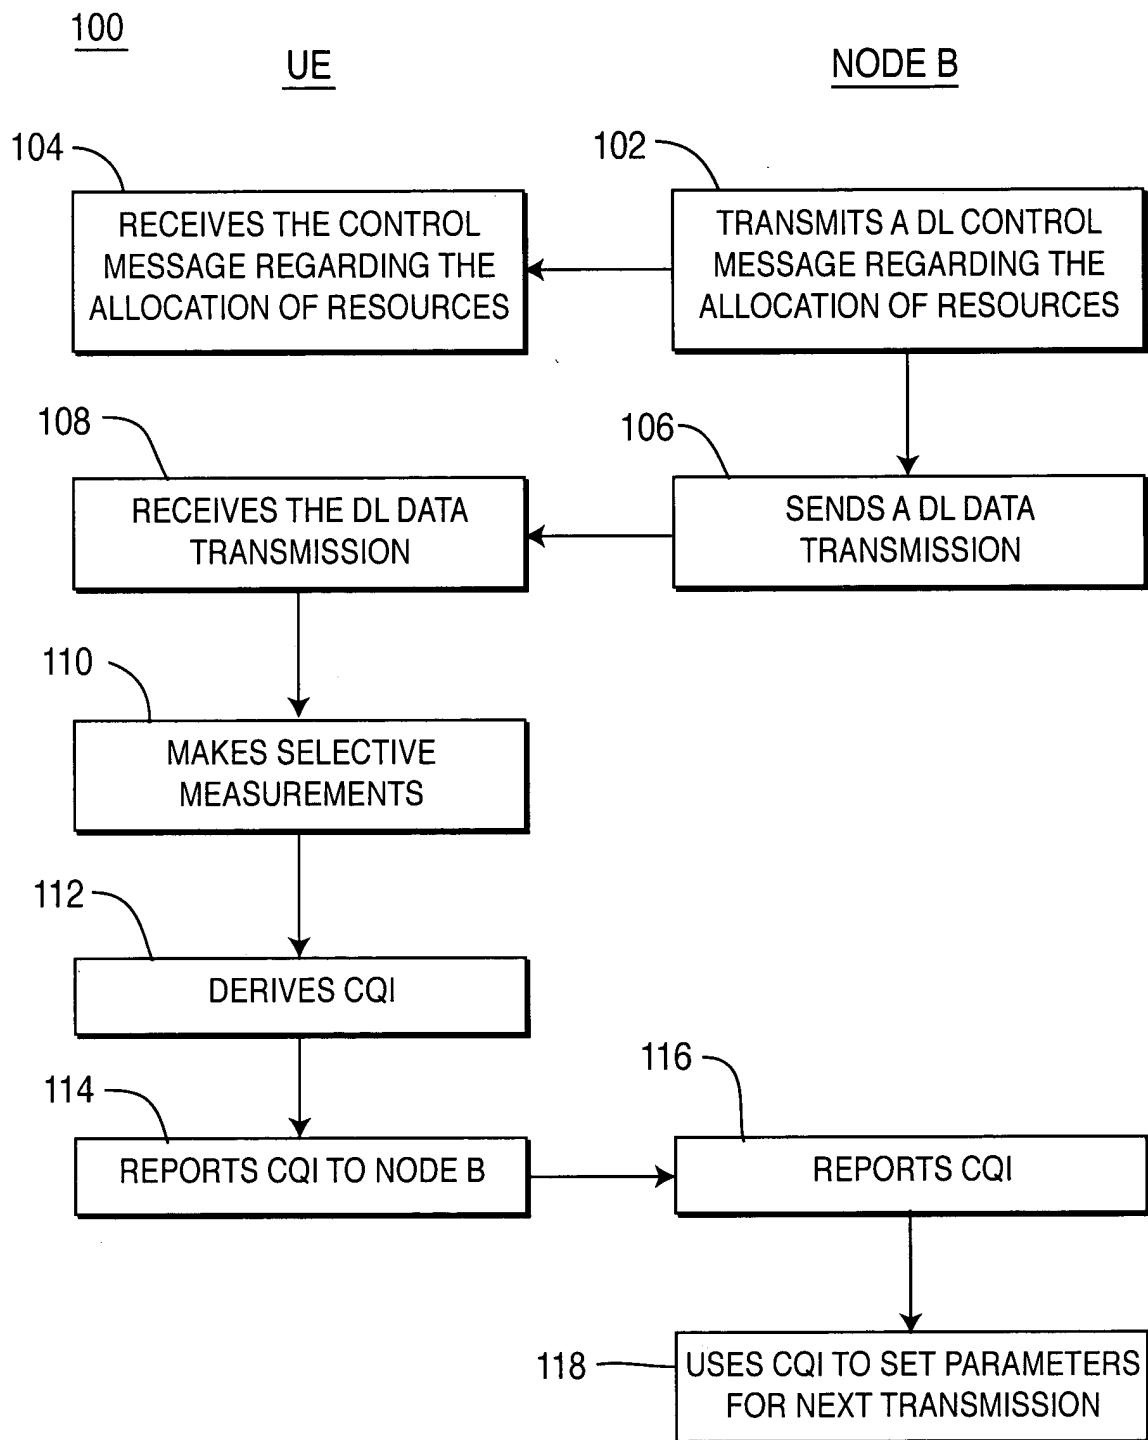 100
UE
NODE B
104
102
RECEIVES THE CONTROL
MESSAGE REGARDING THE
ALLOCATION OF RESOURCES
TRANSMITS A DL CONTROL
MESSAGE REGARDING THE
ALLOCATION OF RESOURCES
108
106
RECEIVES THE DL DATA
TRANSMISSION
SENDS A DL DATA
TRANSMISSION
110
MAKES SELECTIVE
MEASUREMENTS
112
DERIVES CQI
114
116
REPORTS CQI TO NODE B
REPORTS CQI
118
USES CQI TO SET PARAMETERS
FOR NEXT TRANSMISSION